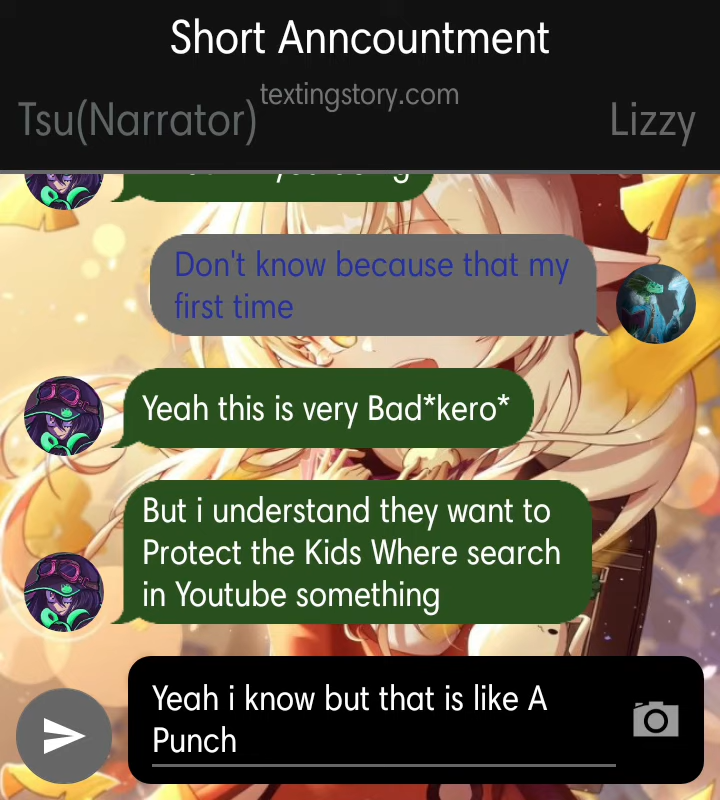 Short Anncountment
textingstory.com
Tsu(Narrator)
Lizzy
Don't know because that my
first time
Yeah this is very Bad*kero*
But i understand they want to
Protect the Kids Where search
in Youtube something
Yeah i know but that is like A
Punch